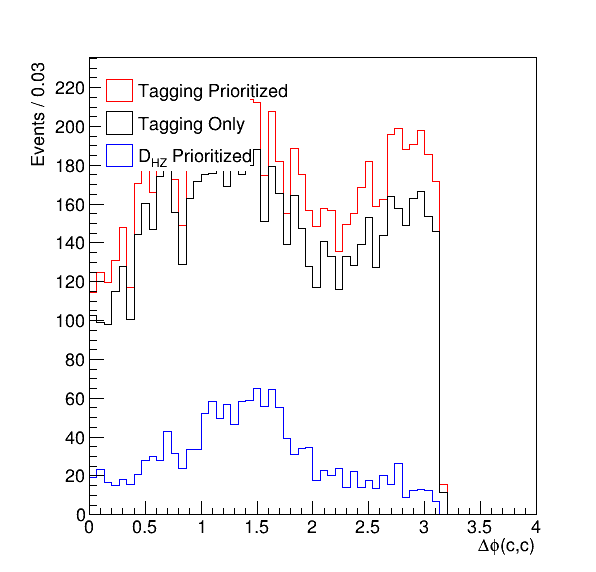 Events / 0.03
220
200
180
160
140
120
100
80
60
40
20
0
Tagging Prioritized
Tagging Only
D_HZ Prioritized
0 0.5 1 1.5 2 2.5 3 3.5 4
Δϕ(c,c)